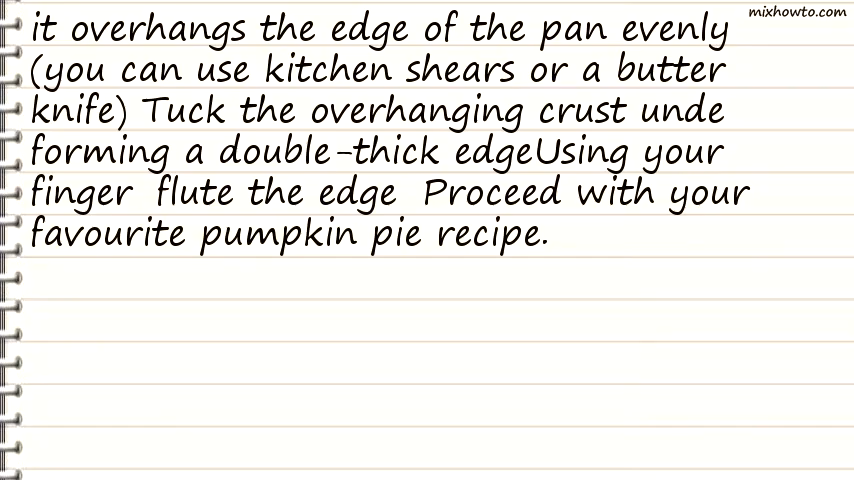 mixhowto.com
it overhangs the edge of the pan evenly
(you can use kitchen shears or a butter
knife) Tuck the overhanging crust unde
forming a double-thick edgeUsing your
finger  flute the edge  Proceed with your
favourite pumpkin pie recipe.